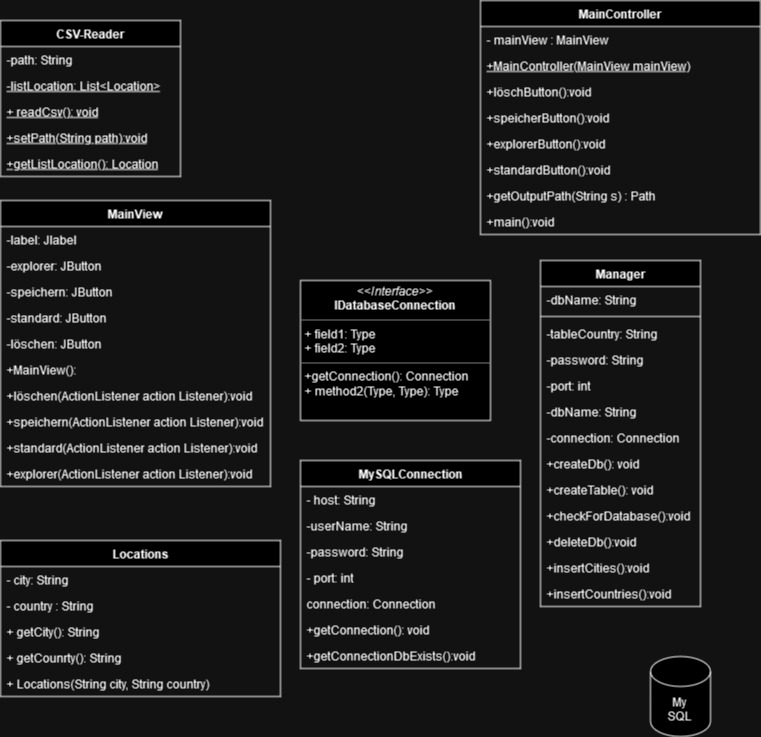 CSV-Reader
-path: String
-listLocation: List<Location>
+ readCsv(): void
+setPath(String path):void
+getListLocation(): Location
MainController
- mainView : MainView
+MainController(MainView mainView)
+löschButton():void
+speicherButton():void
+explorerButton():void
+standardButton():void
+getOutputPath(String s) : Path
+main():void
MainView
-label: Jlabel
-explorer: JButton
-speichern: JButton
-standard: JButton
-löschen: JButton
+MainView():
+löschen(ActionListener action Listener):void
+speichern(ActionListener action Listener):void
+standard(ActionListener action Listener):void
+explorer(ActionListener action Listener):void
<<Interface>>
IDatabaseConnection
+ field1: Type
+ field2: Type
+getConnection(): Connection
+ method2(Type, Type): Type
Manager
-dbName: String
-tableCountry: String
-password: String
-port: int
-dbName: String
-connection: Connection
+createDb(): void
+createTable(): void
+checkForDatabase():void
+deleteDb():void
+insertCities():void
+insertCountries():void
MySQLConnection
- host: String
-userName: String
-password: String
- port: int
connection: Connection
+getConnection(): void
+getConnectionDbExists():void
Locations
- city: String
- country : String
+ getCity(): String
+ getCounrty(): String
+ Locations(String city, String country)
My
SQL